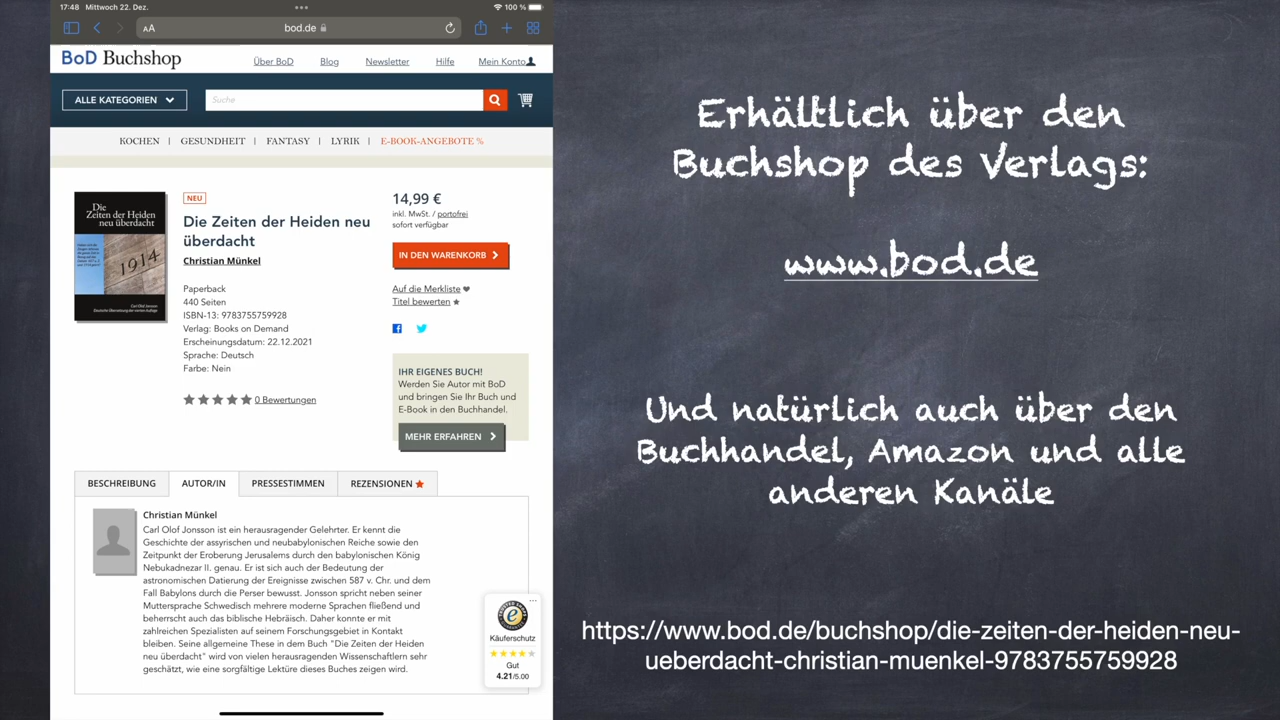 17:48 Mittwoch 22. Dez.
100 %
AA
bod.de
BoD Buchshop
Über BoD
Blog
Newsletter
Hilfe
Mein Konto
ALLE KATEGORIEN
Suche
KOCHEN | GESUNDHEIT | FANTASY | LYRIK | E-BOOK-ANGEBOTE %
Die
Zeiten der Heiden
neu überdacht
1914
Carl Olof Jonsson
NEU
Die Zeiten der Heiden neu
überdacht
Christian Münkel
Paperback
440 Seiten
ISBN-13: 9783755759928
Verlag: Books on Demand
Erscheinungsdatum: 22.12.2021
Sprache: Deutsch
Farbe: Nein
0 Bewertungen
14,99 €
inkl. MwSt. / portofrei
sofort verfügbar
IN DEN WARENKORB
Auf die Merkliste
Titel bewerten
IHR EIGENES BUCH!
Werden Sie Autor mit BoD
und bringen Sie Ihr Buch und
E-Book in den Buchhandel.
MEHR ERFAHREN
BESCHREIBUNG
AUTOR/IN
PRESSESTIMMEN
REZENSIONEN
Christian Münkel
Carl Olof Jonsson ist ein herausragender Gelehrter. Er kennt die
Geschichte der assyrischen und neubabylonischen Reiche sowie den
Zeitpunkt der Eroberung Jerusalems durch den babylonischen König
Nebukadnezar II. genau. Er ist sich auch der Bedeutung der
astronomischen Datierung der Ereignisse zwischen 587 v. Chr. und dem
Fall Babylons durch die Perser bewusst. Jonsson spricht neben seiner
Muttersprache Schwedisch mehrere moderne Sprachen fließend und
beherrscht auch das biblische Hebräisch. Daher konnte er mit
zahlreichen Spezialisten auf seinem Forschungsgebiet in Kontakt
bleiben. Seine allgemeine These in dem Buch "Die Zeiten der Heiden
neu überdacht" wird von vielen herausragenden Wissenschaftlern sehr
geschätzt, wie eine sorgfältige Lektüre dieses Buches zeigen wird.
Käuferschutz
Gut
4.21/5.00
Erhältlich über den
Buchshop des Verlags:
www.bod.de
Und natürlich auch über den
Buchhandel, Amazon und alle
anderen Kanäle
https://www.bod.de/buchshop/die-zeiten-der-heiden-neu-
ueberdacht-christian-muenkel-9783755759928